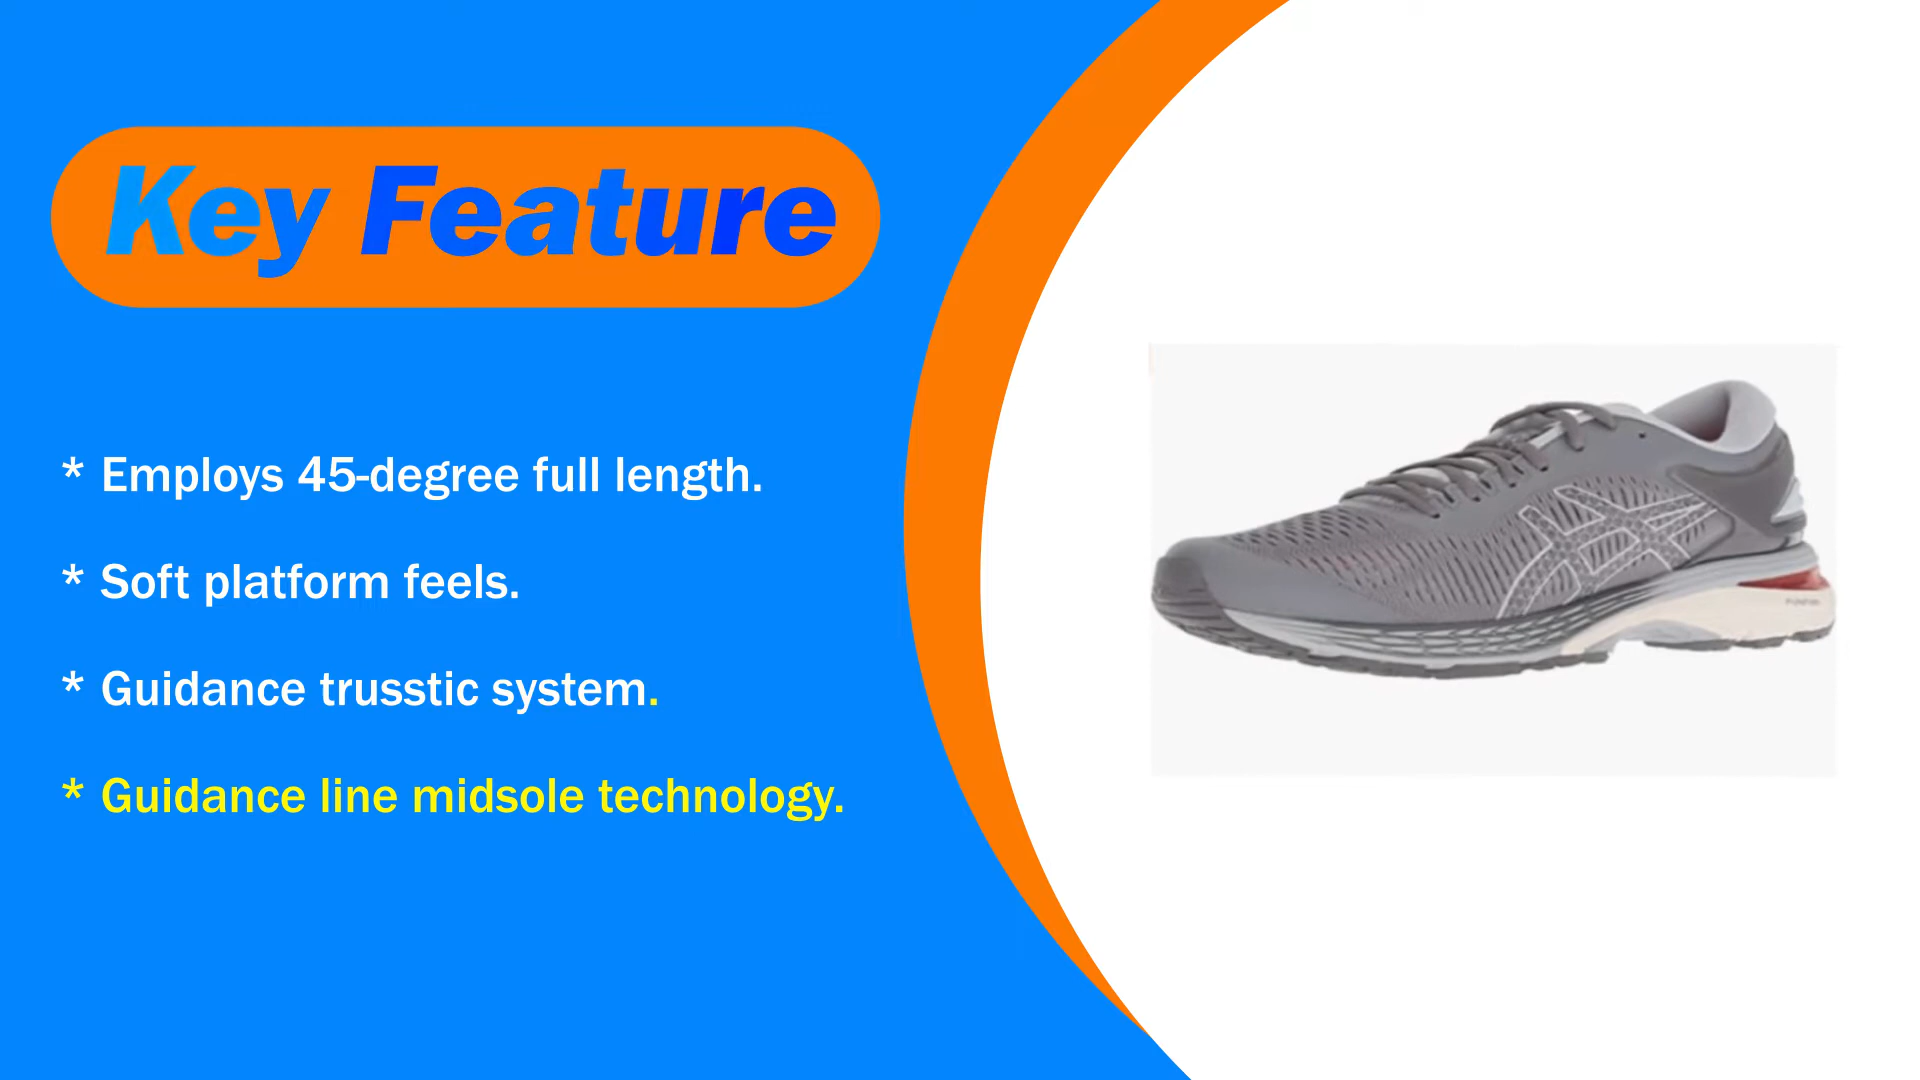 Key Feature
* Employs 45-degree full length.
* Soft platform feels.
* Guidance trusstic system.
* Guidance line midsole technology.